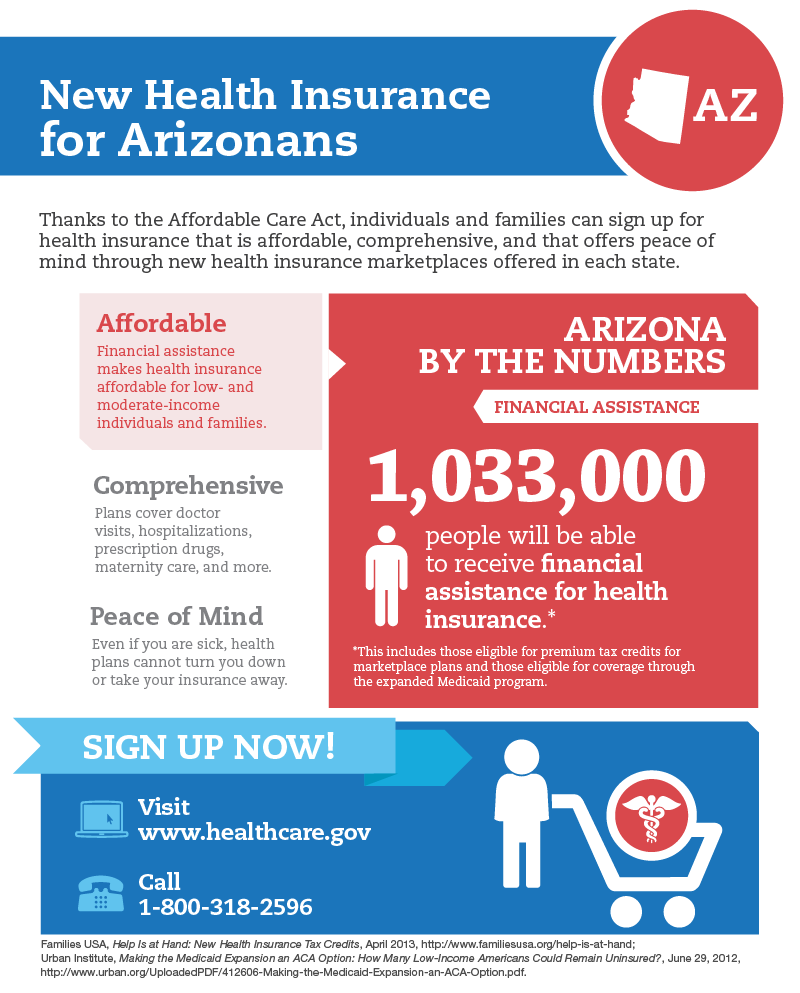 New Health Insurance
for Arizonans
AZ
Thanks to the Affordable Care Act, individuals and families can sign up for
health insurance that is affordable, comprehensive, and that offers peace of
mind through new health insurance marketplaces offered in each state.
Affordable
Financial assistance
makes health insurance
affordable for low- and
moderate-income
individuals and families.
Comprehensive
Plans cover doctor
visits, hospitalizations,
prescription drugs,
maternity care, and more.
Peace of Mind
Even if you are sick, health
plans cannot turn you down
or take your insurance away.
ARIZONA
BY THE NUMBERS
FINANCIAL ASSISTANCE
1,033,000
people will be able
to receive financial
assistance for health
insurance.*
*This includes those eligible for premium tax credits for
marketplace plans and those eligible for coverage through
the expanded Medicaid program.
SIGN UP NOW!
Visit
www.healthcare.gov
Call
1-800-318-2596
Families USA, Help Is at Hand: New Health Insurance Tax Credits, April 2013, http://www.familiesusa.org/help-is-at-hand;
Urban Institute, Making the Medicaid Expansion an ACA Option: How Many Low-Income Americans Could Remain Uninsured?, June 29, 2012,
http://www.urban.org/UploadedPDF/412606-Making-the-Medicaid-Expansion-an-ACA-Option.pdf.